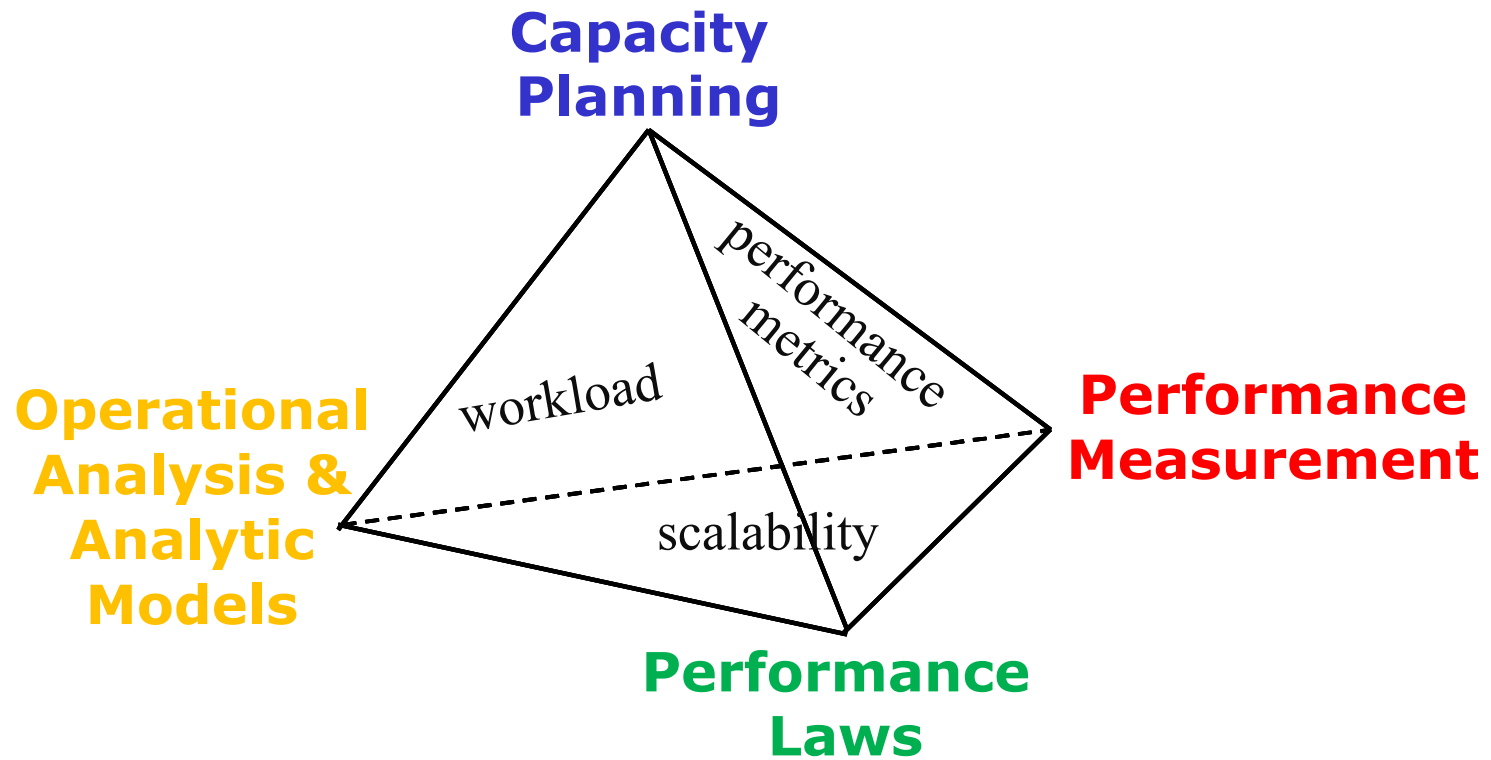 Capacity
Planning
performance
metrics
workload
Operational
Analysis &
Analytic
Models
Performance
Measurement
scalability
Performance
Laws